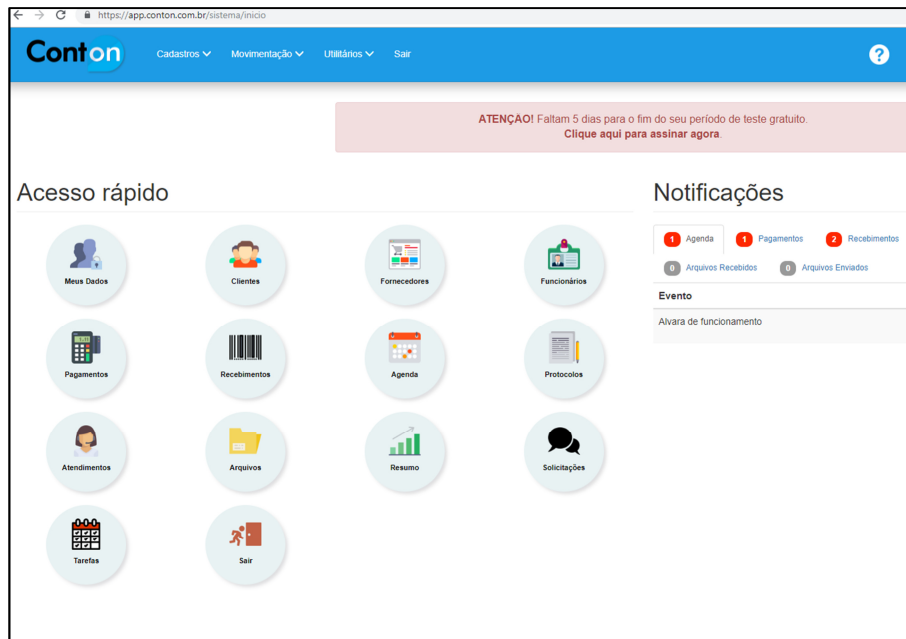 https://app.conton.com.br/sistema/inicio
Conton
Cadastros Movimentação Utilitários Sair
?
ATENÇÃO! Faltam 5 dias para o fim do seu período de teste gratuito.
Clique aqui para assinar agora.
Acesso rápido
Meus Dados Clientes Fornecedores Funcionários
Pagamentos Recebimentos Agenda Protocolos
Atendimentos Arquivos Resumo Solicitações
Tarefas Sair
Notificações
1 Agenda 1 Pagamentos 2 Recebimentos
0 Arquivos Recebidos 0 Arquivos Enviados
Evento
Alvara de funcionamento